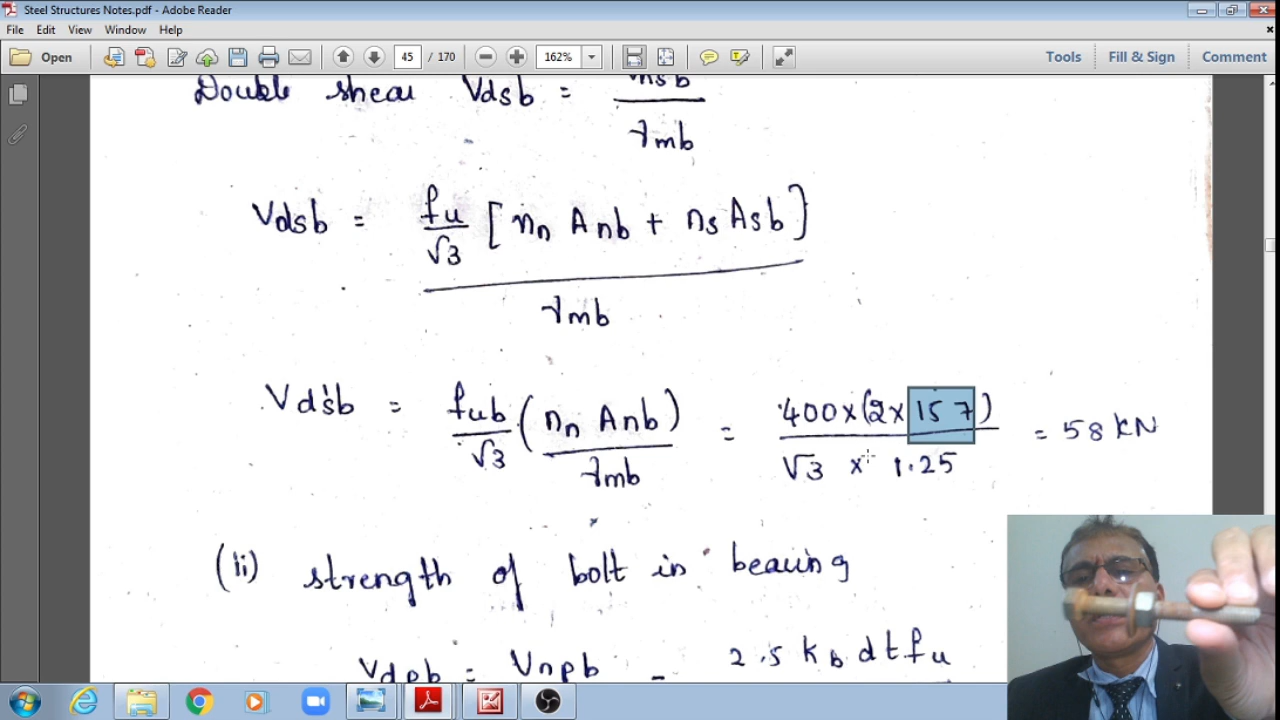 Steel Structures Notes.pdf - Adobe Reader
File Edit View Window Help
Open 45 / 170 162% Tools Fill & Sign Comment
Double shear Vdsb = Vnsb / γmb
Vdsb = fu/√3 [ nn Anb + ns Asb ] / γmb
Vdsb = fub/√3 ( nn Anb ) / γmb = 400 x (2 x 157) / √3 x 1.25 = 58 KN
(ii) strength of bolt in bearing
Vdpb = Vnpb = 2.5 Kb d t fu